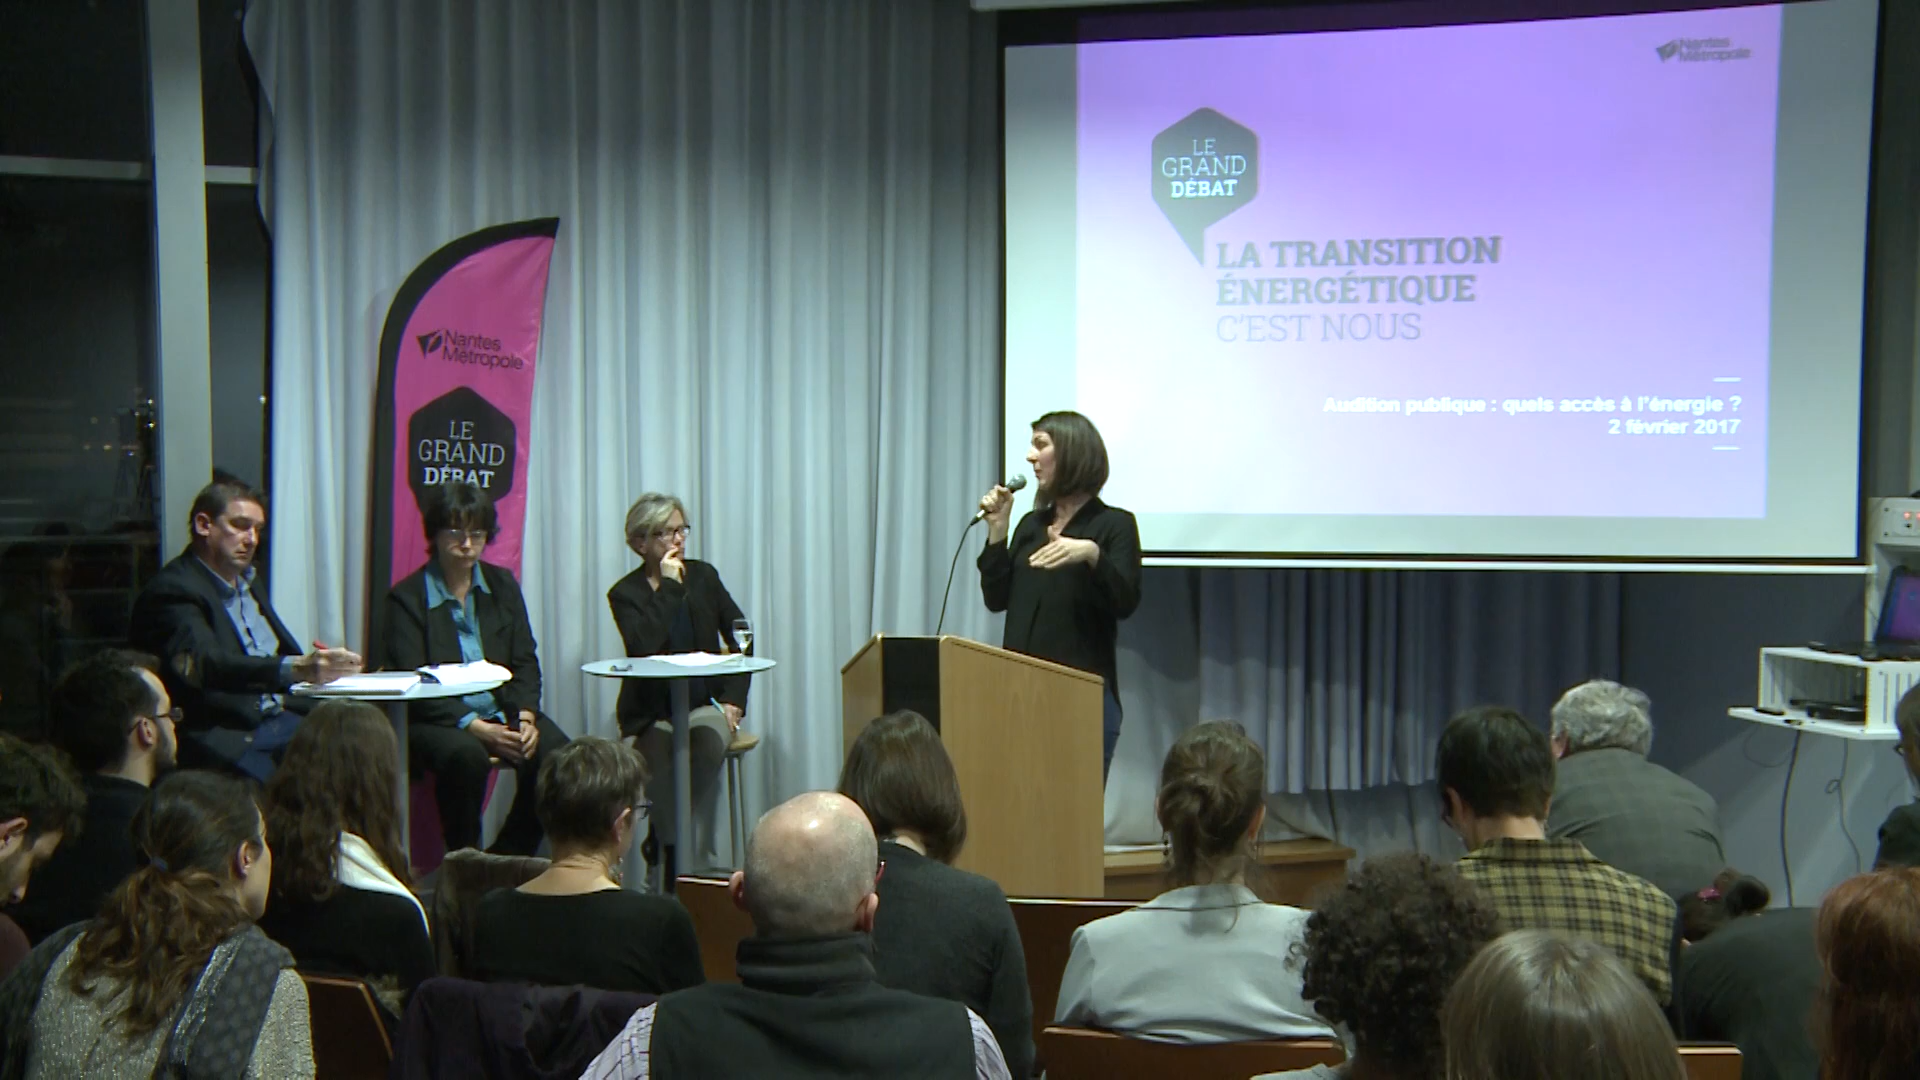 Nantes
Métropole
LE
GRAND
DÉBAT
LA TRANSITION
ÉNERGÉTIQUE
C'EST NOUS
Audition publique : quels accès à l'énergie ?
2 février 2017
Nantes
Métropole
LE
GRAND
DÉBAT